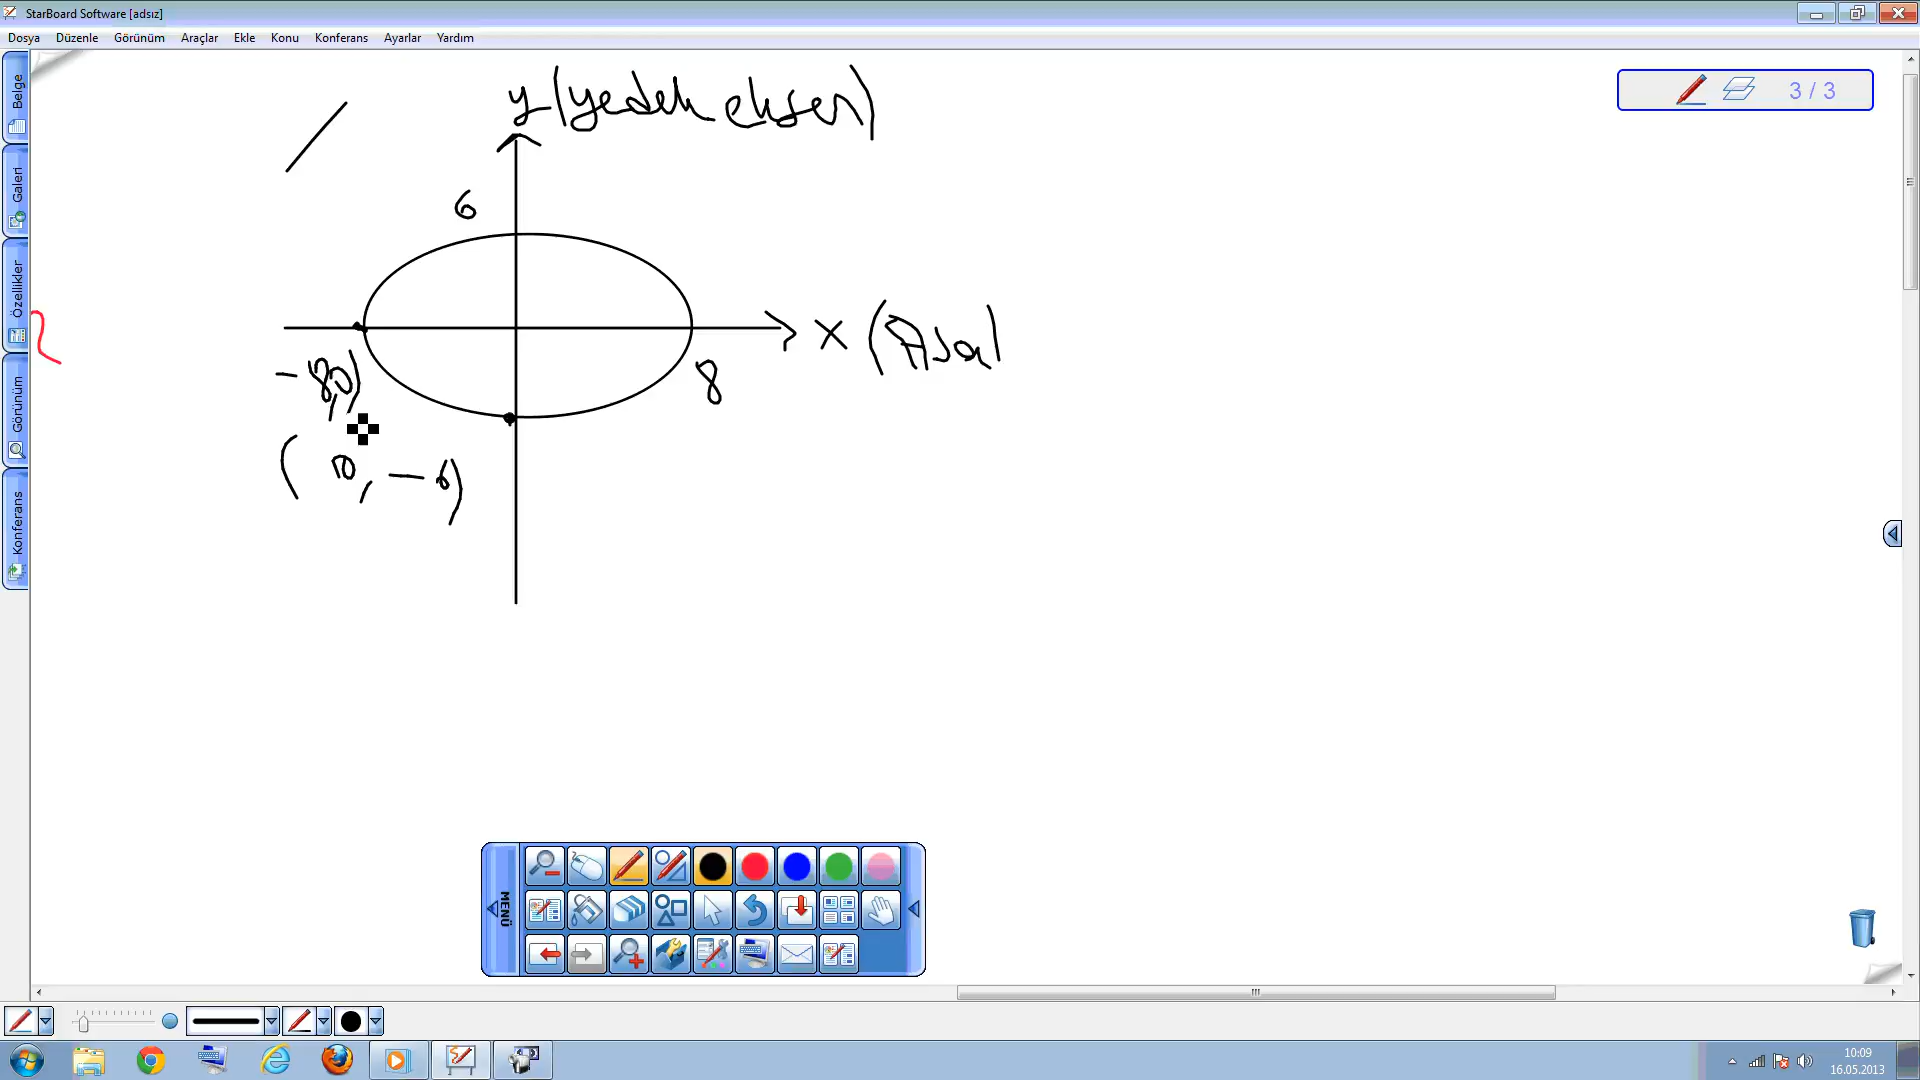 StarBoard Software [adsız]
Dosya Düzenle Görünüm Araçlar Ekle Konu Konferans Ayarlar Yardım
Belge
Galeri
Özellikler
Görünüm
Konferans
3 / 3
y (yedek eksen)
6
x (Asal
-8,0)
8
( 0, -6)
MENÜ
10:09
16.05.2013